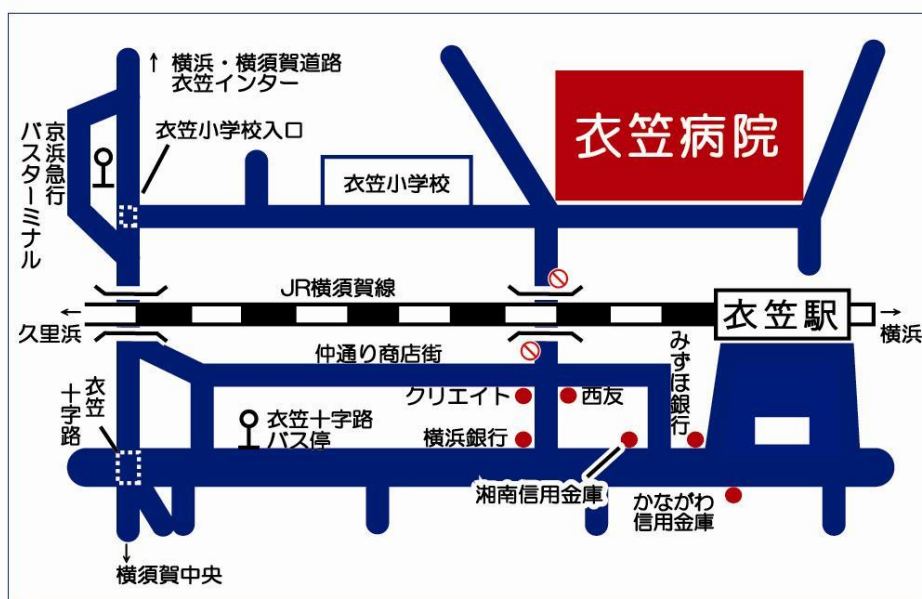 ↑ 横浜・横須賀道路
衣笠インター
京浜急行
バスターミナル
衣笠小学校入口
衣笠小学校
衣笠病院
JR横須賀線
衣笠駅
←
久里浜
→
横浜
仲通り商店街
みずほ銀行
クリエイト
西友
衣笠
十字路
衣笠十字路
バス停
横浜銀行
湘南信用金庫
かながわ
信用金庫
↓
横須賀中央